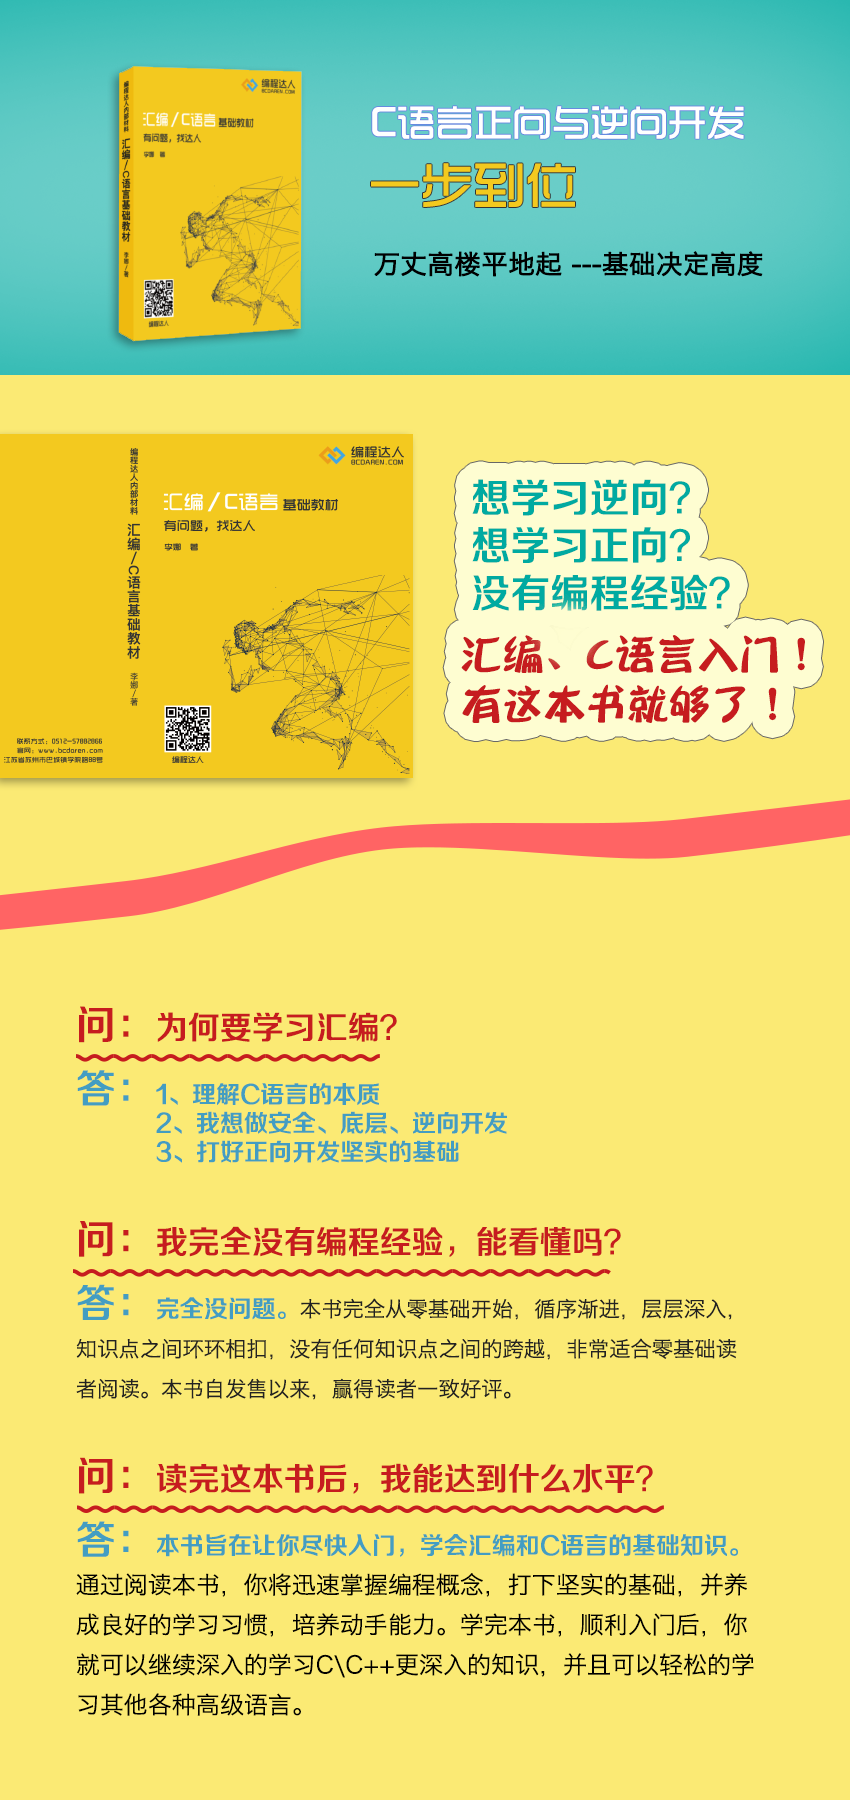 编程达人
BCDAREN.COM
汇编/C语言 基础教材
有问题，找达人
李娜 著
编程达人内部材料 汇编/C语言基础教材 李娜/著
编程达人
C语言正向与逆向开发
一步到位
万丈高楼平地起 ---基础决定高度
编程达人
BCDAREN.COM
汇编/C语言 基础教材
有问题，找达人
李娜 著
编程达人内部材料 汇编/C语言基础教材 李娜/著
联系方式：0512-57882866
官网：www.bcdaren.com
江苏省苏州市巴城镇学院路88号
编程达人
想学习逆向？
想学习正向？
没有编程经验？
汇编、C语言入门！
有这本书就够了！
问：为何要学习汇编？
答：1、理解C语言的本质
2、我想做安全、底层、逆向开发
3、打好正向开发坚实的基础
问：我完全没有编程经验，能看懂吗？
答：完全没问题。本书完全从零基础开始，循序渐进，层层深入，
知识点之间环环相扣，没有任何知识点之间的跨越，非常适合零基础读
者阅读。本书自发售以来，赢得读者一致好评。
问：读完这本书后，我能达到什么水平？
答：本书旨在让你尽快入门，学会汇编和C语言的基础知识。
通过阅读本书，你将迅速掌握编程概念，打下坚实的基础，并养
成良好的学习习惯，培养动手能力。学完本书，顺利入门后，你
就可以继续深入的学习C\C++更深入的知识，并且可以轻松的学
习其他各种高级语言。